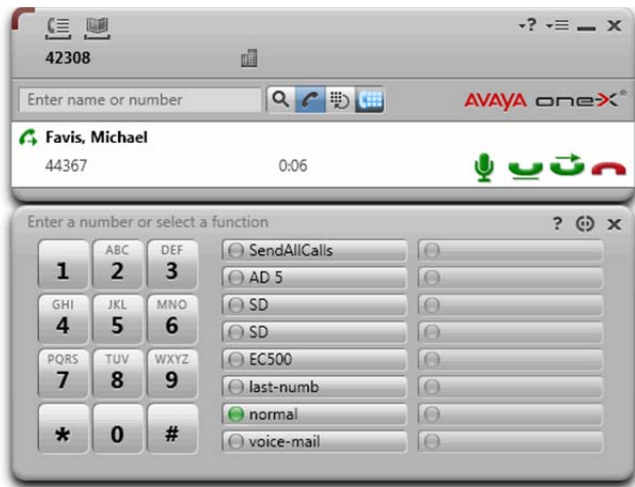 ?
42308
Enter name or number
AVAYA one-X®
Favis, Michael
44367 0:06
Enter a number or select a function ?
1 ABC 2 DEF 3
GHI 4 JKL 5 MNO 6
PQRS 7 TUV 8 WXYZ 9
* 0 #
SendAllCalls
AD 5
SD
SD
EC500
last-numb
normal
voice-mail